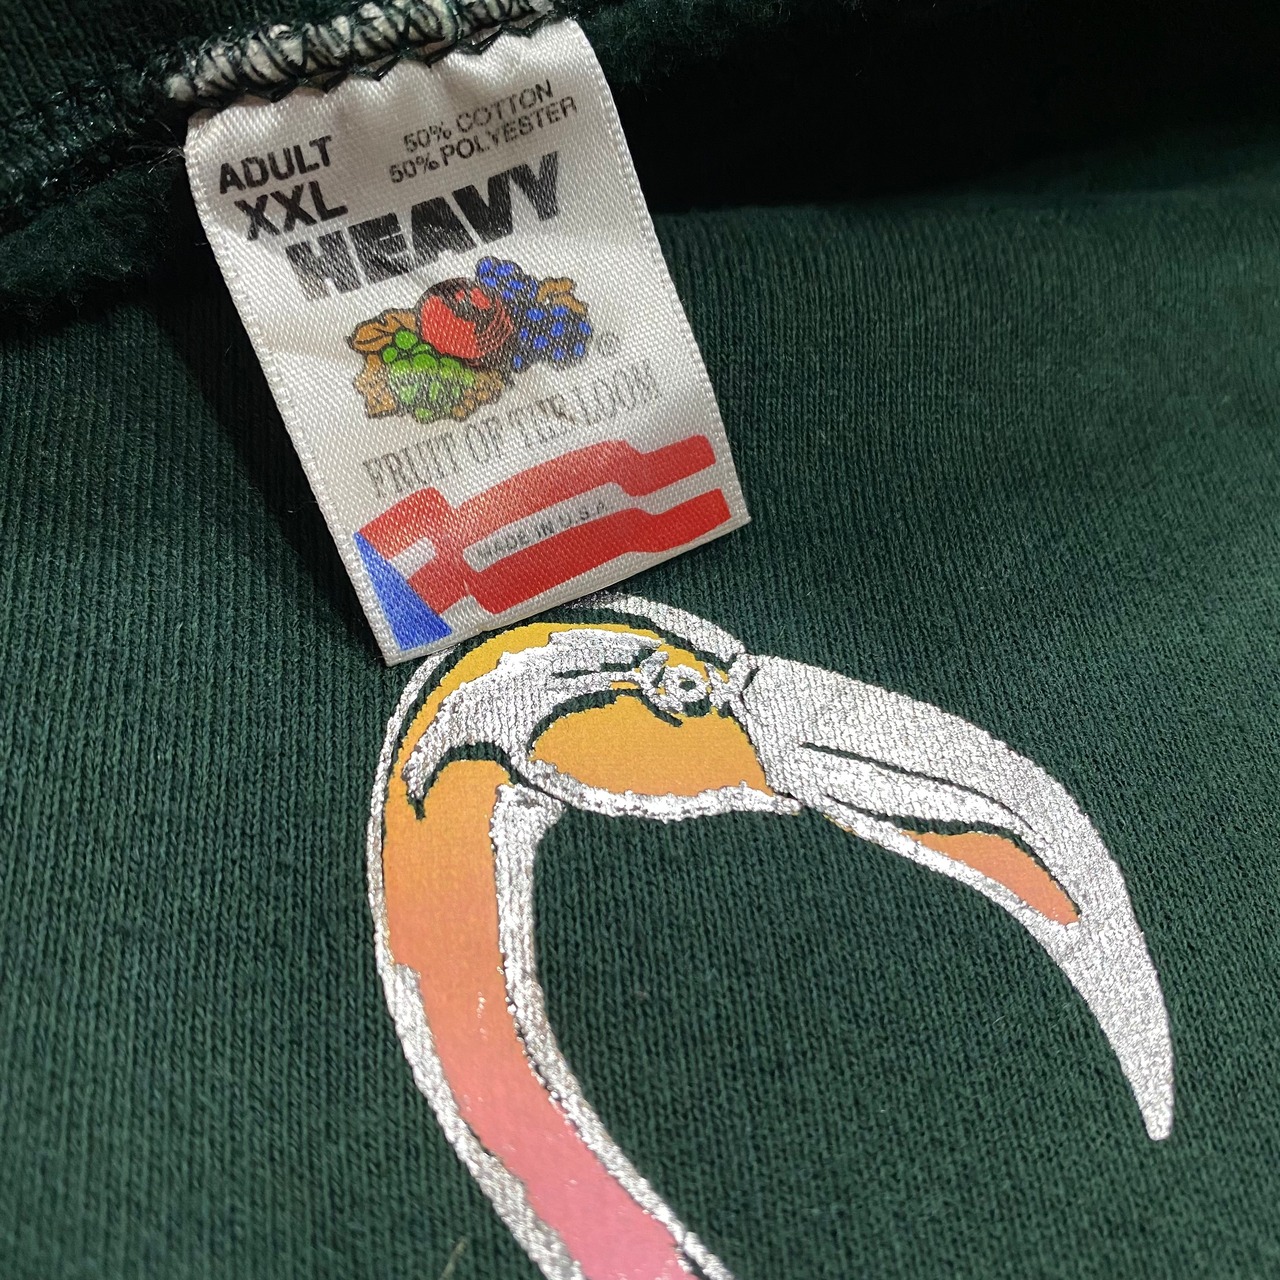 ADULT
XXL
50% COTTON
50% POLYESTER
HEAVY
®
FRUIT OF THE LOOM
MADE IN U.S.A.